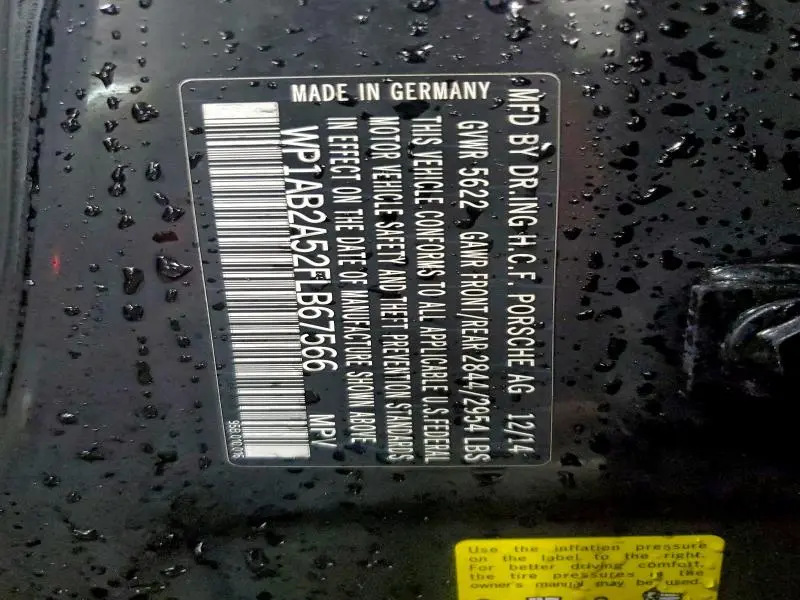 MFD BY DR.ING H.C.F. PORSCHE AG 12/14
GVWR 5622 GAWR FRONT/REAR 2844/2954 LBS
THIS VEHICLE CONFORMS TO ALL APPLICABLE U.S.FEDERAL
MOTOR VEHICLE SAFETY AND THEFT PREVENTION STANDARDS
IN EFFECT ON THE DATE OF MANUFACTURE SHOWN ABOVE
WP1AB2A52FLB67566 MPV
MADE IN GERMANY
Use the inflation pressure
on the label to the right.
For better driving comfort,
the tire pressures in the
owner's manual may be used.